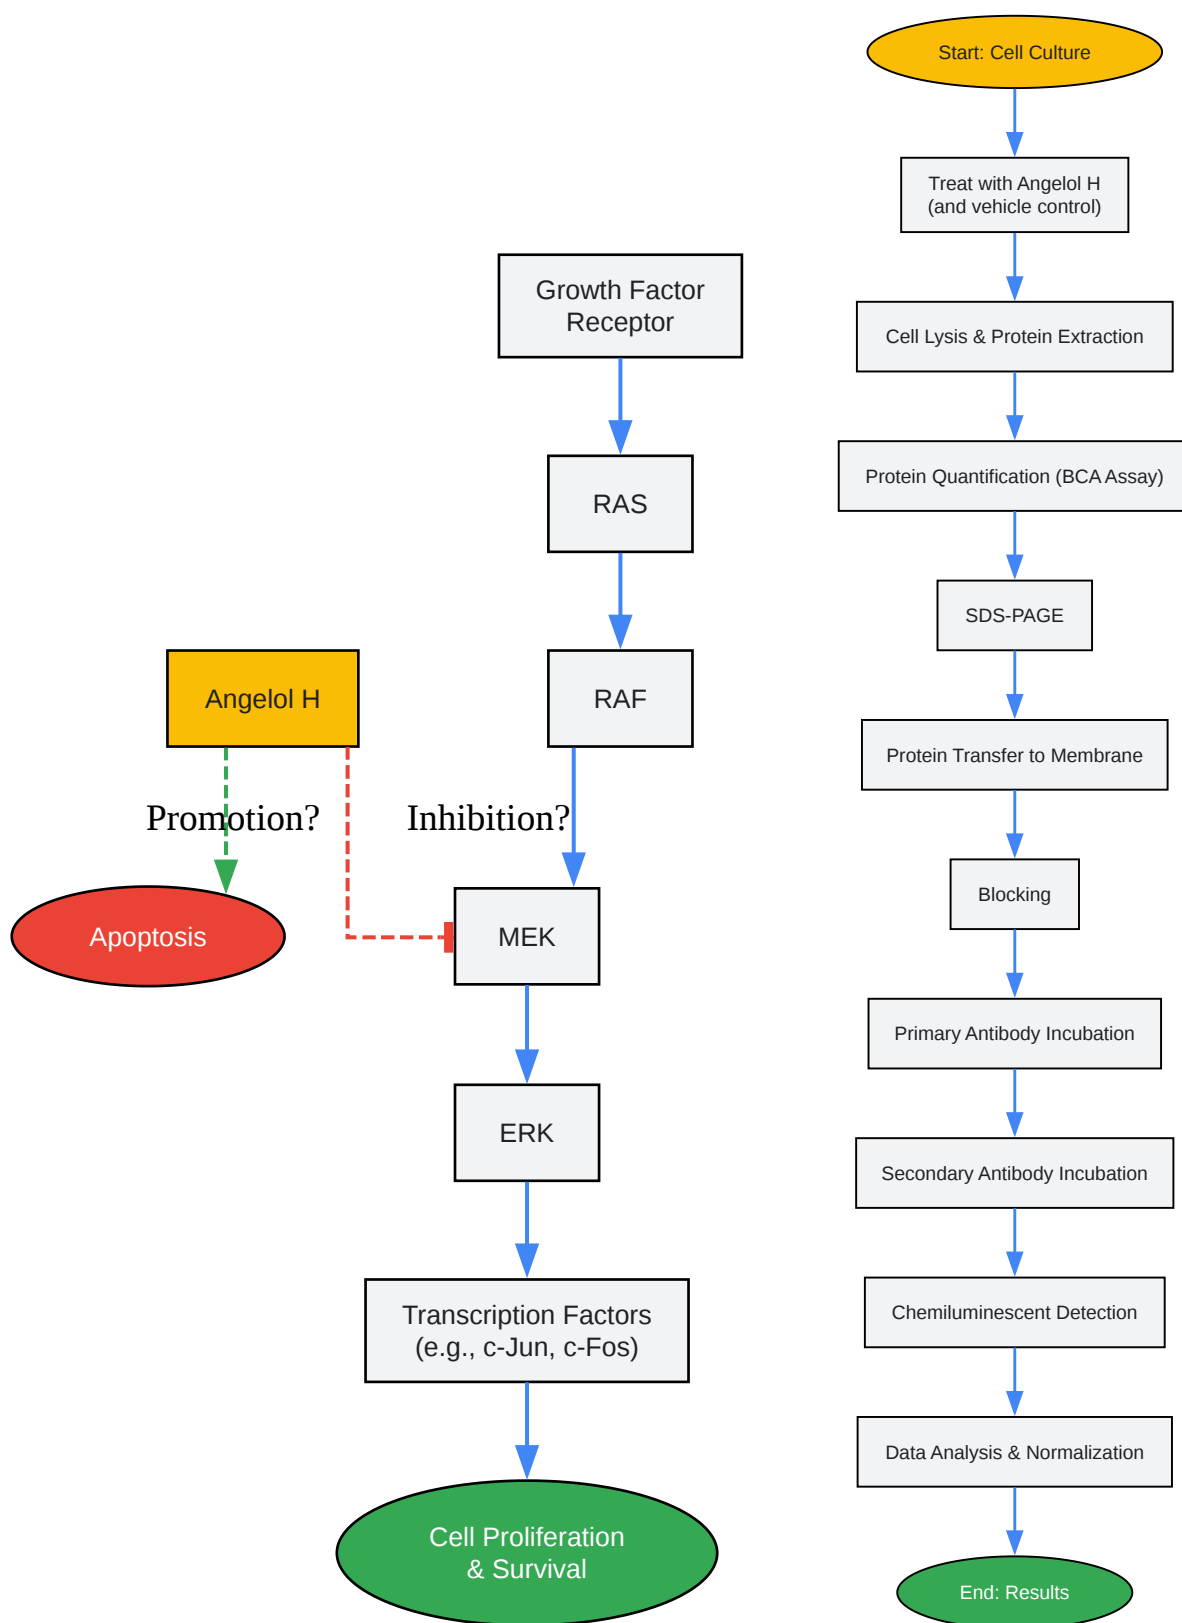 Growth Factor
Receptor
RAS
RAF
Angelol H
Promotion?
Inhibition?
Apoptosis
MEK
ERK
Transcription Factors
(e.g., c-Jun, c-Fos)
Cell Proliferation
& Survival
Start: Cell Culture
Treat with Angelol H
(and vehicle control)
Cell Lysis & Protein Extraction
Protein Quantification (BCA Assay)
SDS-PAGE
Protein Transfer to Membrane
Blocking
Primary Antibody Incubation
Secondary Antibody Incubation
Chemiluminescent Detection
Data Analysis & Normalization
End: Results